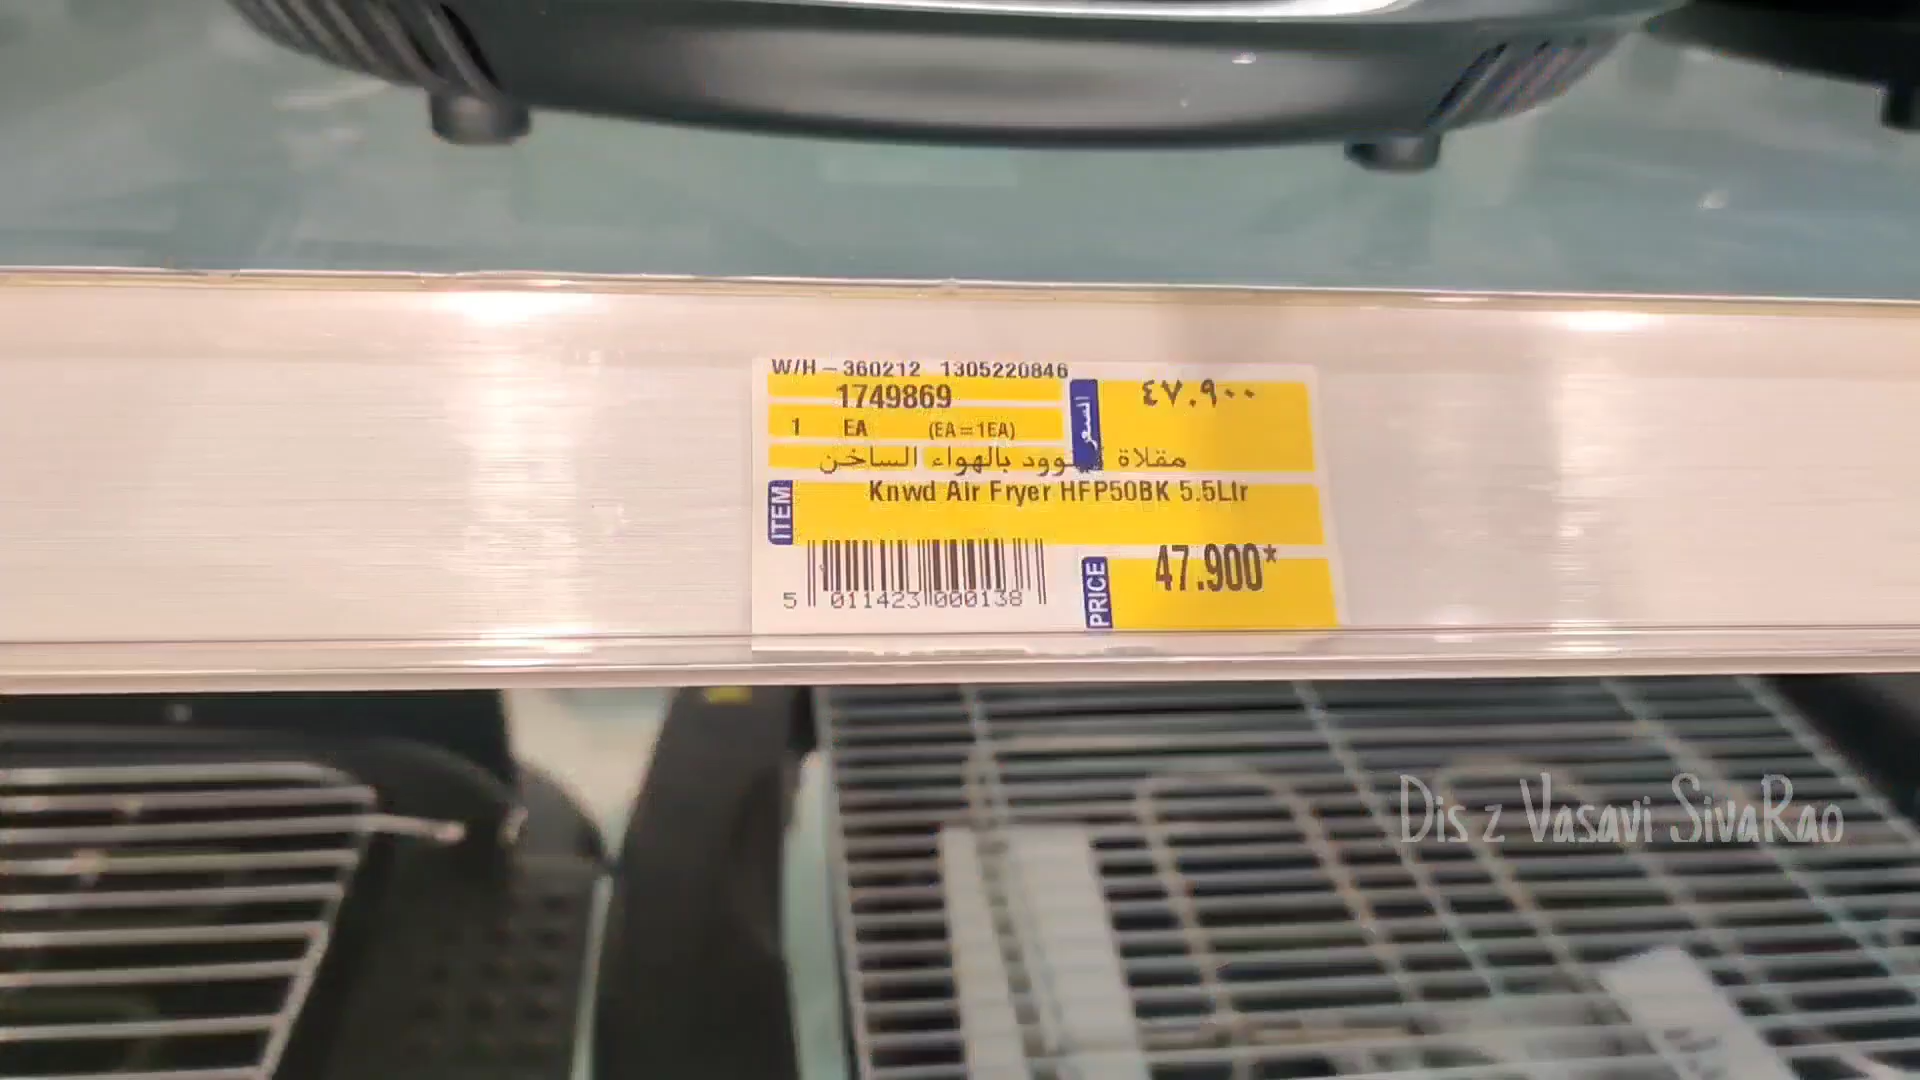 W/H – 360212 1305220846
1749869
1 EA (EA=1EA)
السعر
٤٧.٩٠٠
مقلاة بالهواء الساخن
ITEM
Knwd Air Fryer HFP50BK 5.5Ltr
5 011423 000138
PRICE
47.900*
Dis z Vasavi SivaRao